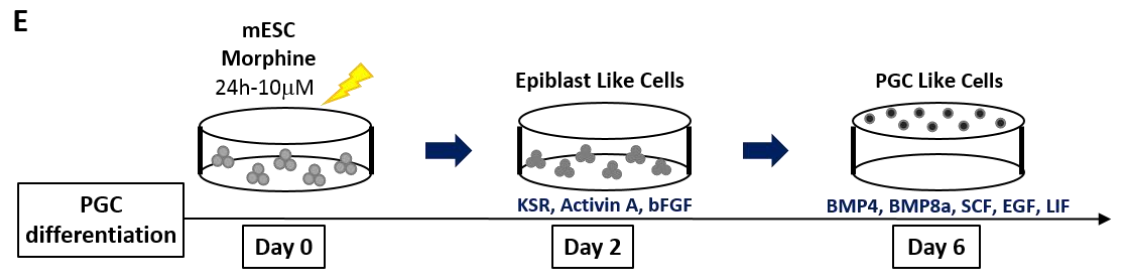 E
mESC
Morphine
24h-10μM
Epiblast Like Cells
PGC Like Cells
KSR, Activin A, bFGF
BMP4, BMP8a, SCF, EGF, LIF
PGC
differentiation
Day 0
Day 2
Day 6